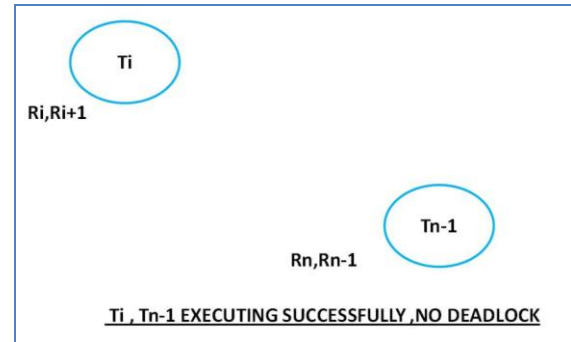 Ti
Ri,Ri+1
Tn-1
Rn,Rn-1
Ti , Tn-1 EXECUTING SUCCESSFULLY ,NO DEADLOCK